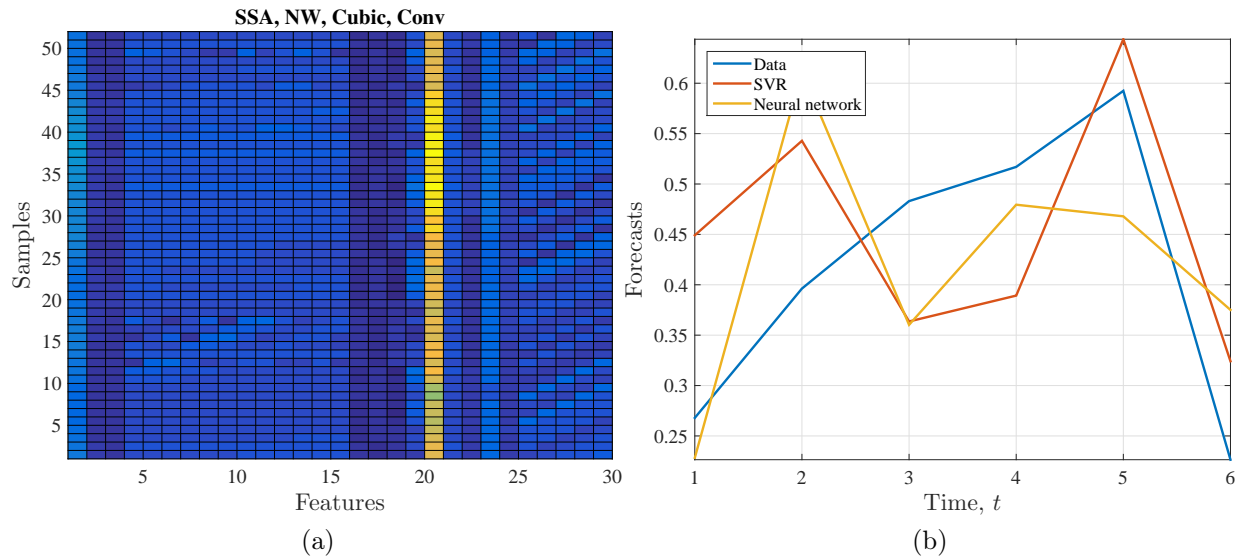 SSA, NW, Cubic, Conv
50
45
40
35
30
25
20
15
10
5
Samples
5 10 15 20 25 30
Features
(a)
Data
SVR
Neural network
0.6
0.55
0.5
0.45
0.4
0.35
0.3
0.25
Forecasts
1 2 3 4 5 6
Time, t
(b)